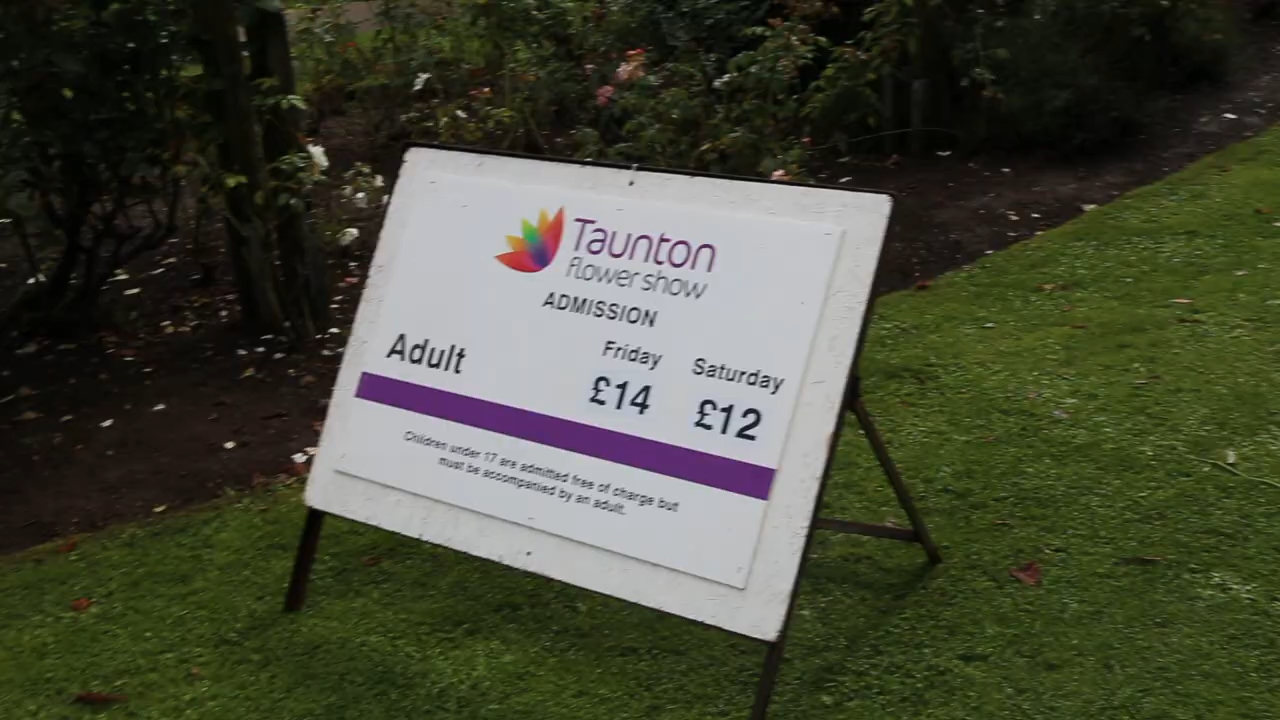 Taunton
flower show
ADMISSION
Friday Saturday
Adult £14 £12
Children under 17 are admitted free of charge but
must be accompanied by an adult.